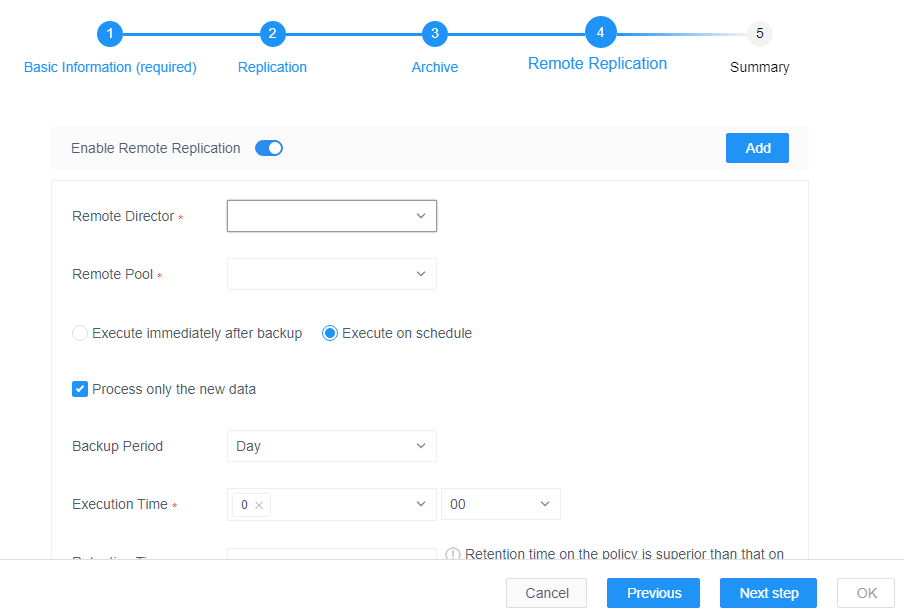 1 2 3 4 5
Basic Information (required) Replication Archive Remote Replication Summary
Enable Remote Replication Add
Remote Director *
Remote Pool *
Execute immediately after backup Execute on schedule
Process only the new data
Backup Period Day
Execution Time * 0 × 00
Retention time on the policy is superior than that on
Cancel Previous Next step OK